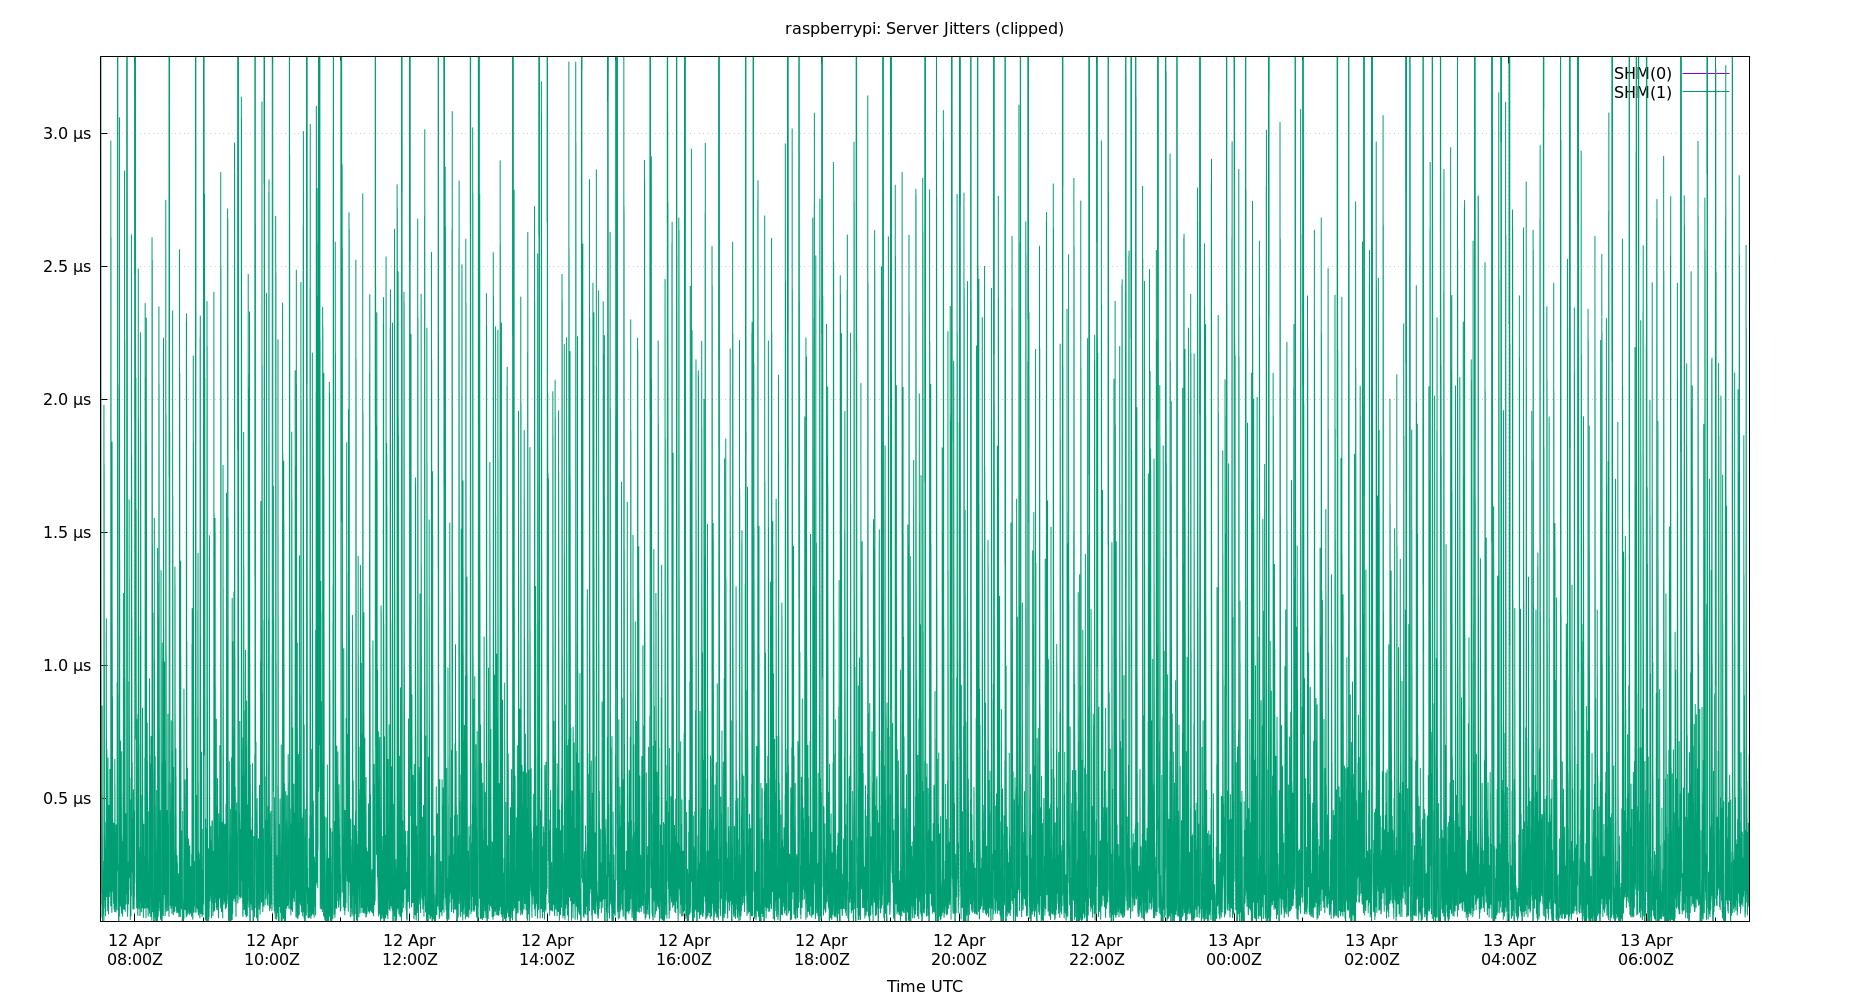 raspberrypi: Server Jitters (clipped)
SHM(0)
SHM(1)
3.0 µs
2.5 µs
2.0 µs
1.5 µs
1.0 µs
0.5 µs
12 Apr 12 Apr 12 Apr 12 Apr 12 Apr 12 Apr 12 Apr 12 Apr 13 Apr 13 Apr 13 Apr 13 Apr
08:00Z 10:00Z 12:00Z 14:00Z 16:00Z 18:00Z 20:00Z 22:00Z 00:00Z 02:00Z 04:00Z 06:00Z
Time UTC